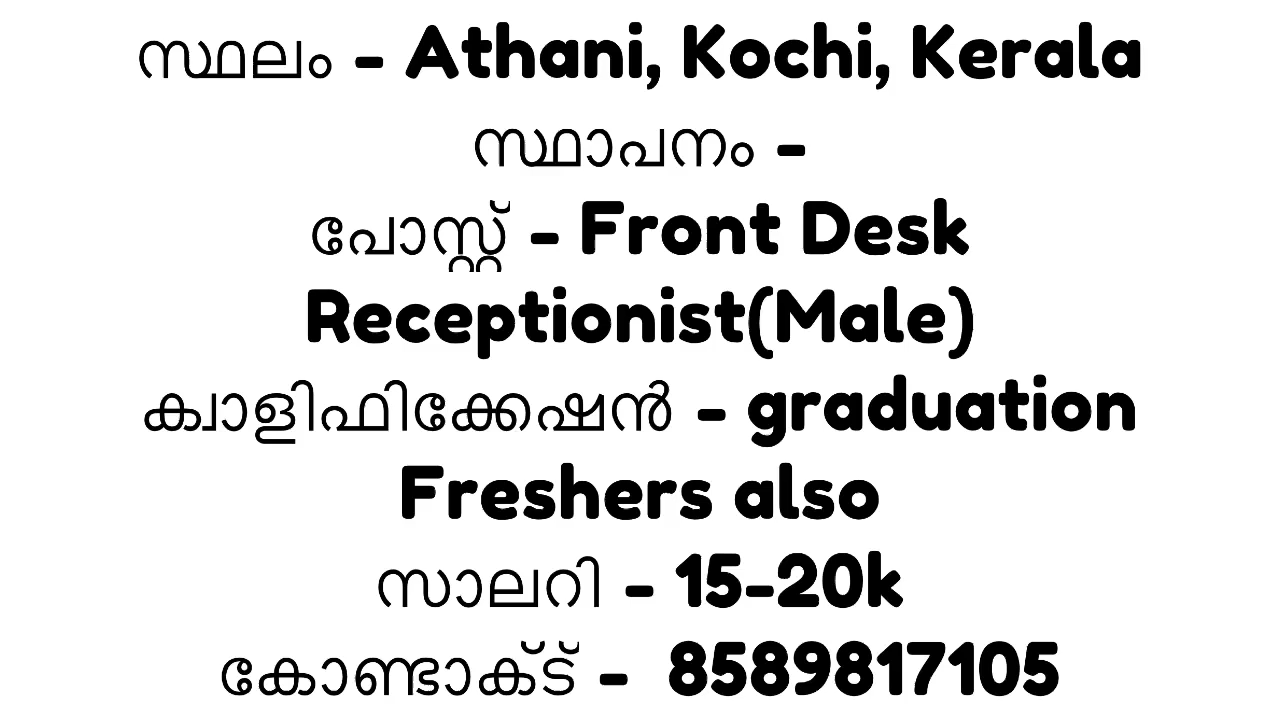 സ്ഥലം - Athani, Kochi, Kerala
സ്ഥാപനം -
പോസ്റ്റ് - Front Desk
Receptionist(Male)
ക്വാളിഫിക്കേഷൻ - graduation
Freshers also
സാലറി - 15-20k
കോണ്ടാക്ട് - 8589817105